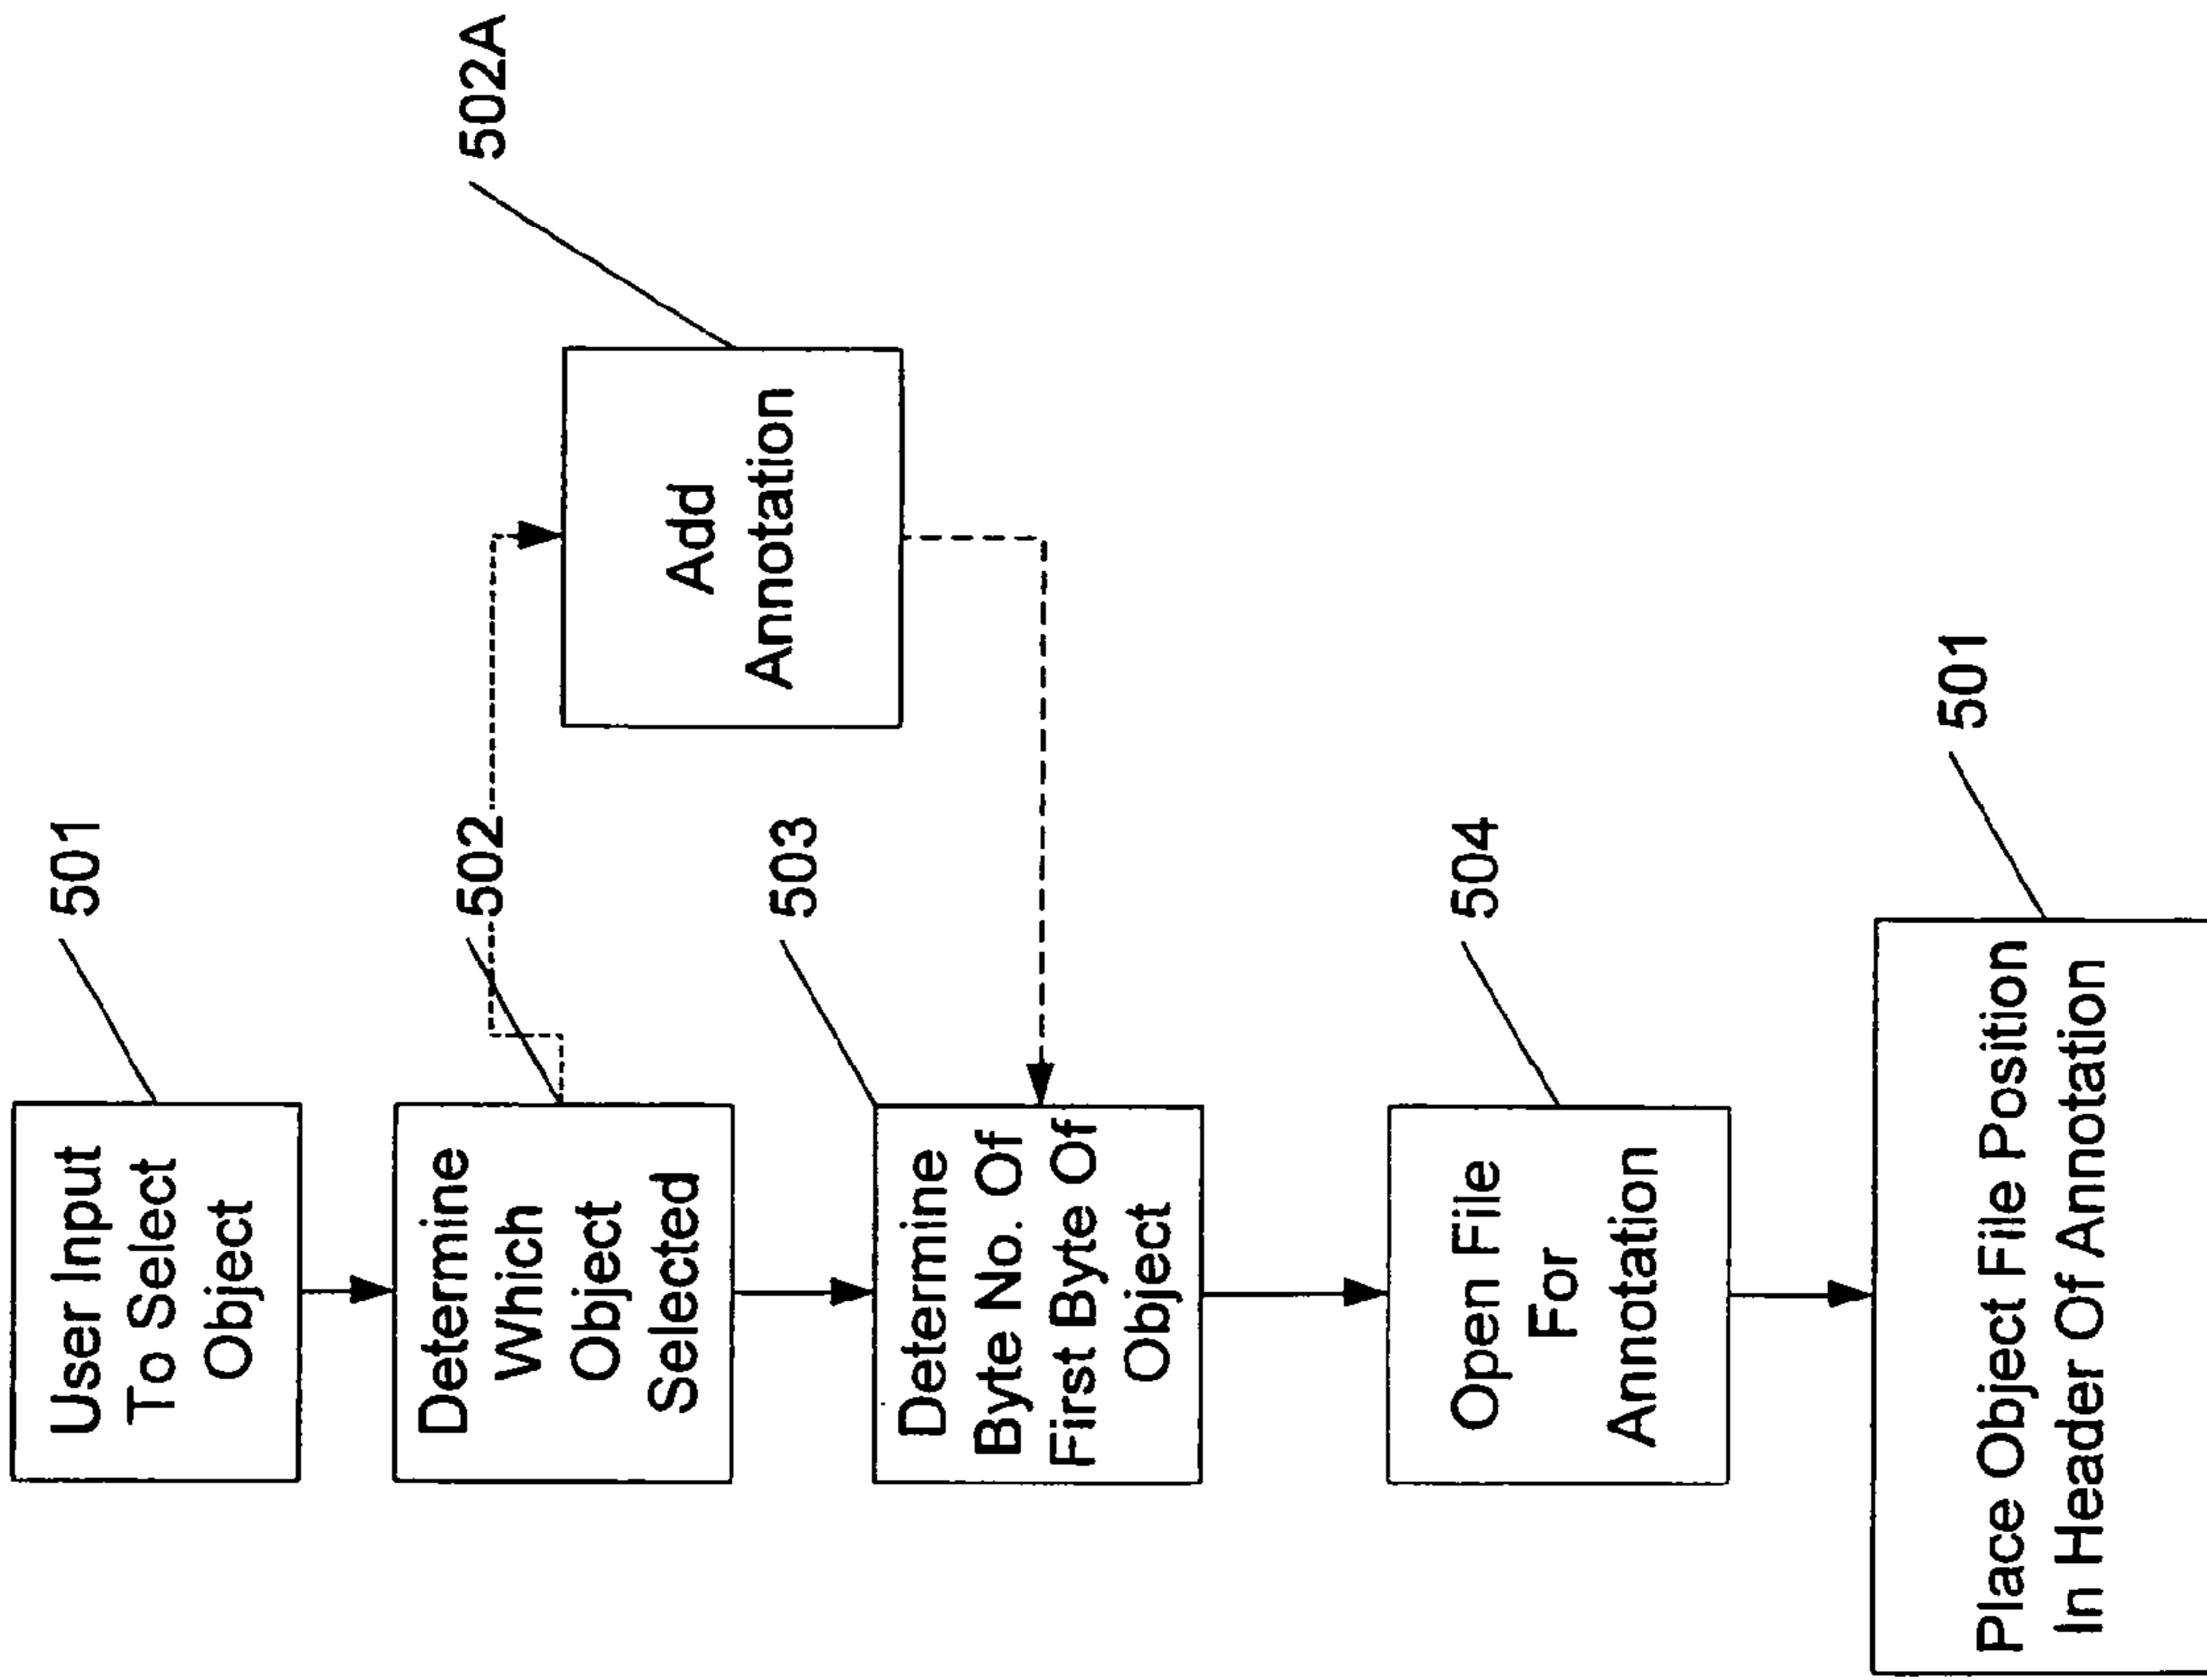 501
User Input
To Select
Object
502
Determine
Which
Object
Selected
502A
Add
Annotation
503
Determine
Byte No. Of
First Byte Of
Object
504
Open File
For
Annotation
501
Place Object File Position
In Header Of Annotation